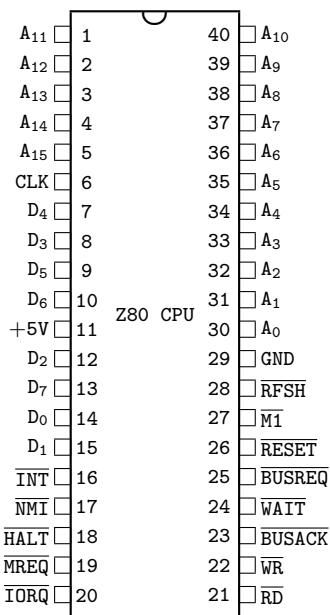 A₁₁ 1 40 A₁₀
A₁₂ 2 39 A₉
A₁₃ 3 38 A₈
A₁₄ 4 37 A₇
A₁₅ 5 36 A₆
CLK 6 35 A₅
D₄ 7 34 A₄
D₃ 8 33 A₃
D₅ 9 32 A₂
D₆ 10 31 A₁
Z80 CPU
+5V 11 30 A₀
D₂ 12 29 GND
D₇ 13 28 RFSH
D₀ 14 27 M1
D₁ 15 26 RESET
INT 16 25 BUSREQ
NMI 17 24 WAIT
HALT 18 23 BUSACK
MREQ 19 22 WR
IORQ 20 21 RD